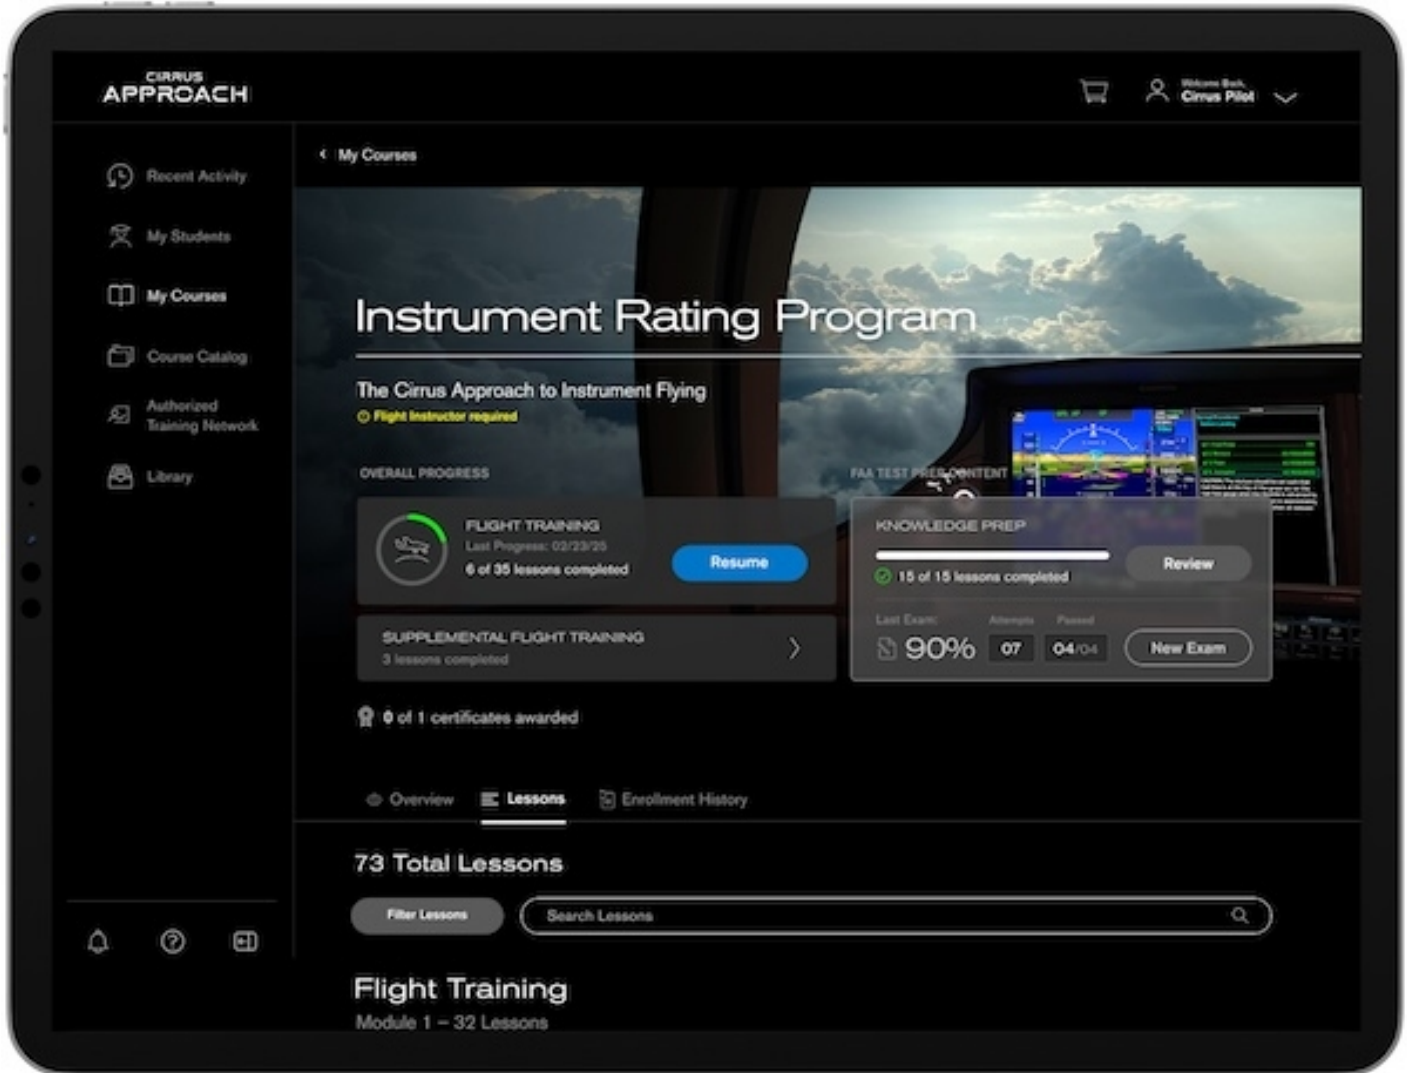 CIRRUS
APPROACH
Welcome Back,
Cirrus Pilot
Recent Activity
My Students
My Courses
Course Catalog
Authorized
Training Network
Library
My Courses
Instrument Rating Program
The Cirrus Approach to Instrument Flying
Flight Instructor required
OVERALL PROGRESS
FLIGHT TRAINING
Last Progress: 02/23/25
6 of 35 lessons completed
Resume
SUPPLEMENTAL FLIGHT TRAINING
3 lessons completed
FAA TEST PREP CONTENT
KNOWLEDGE PREP
15 of 15 lessons completed
Review
Last Exam:
90%
Attempts
07
Passed
04/04
New Exam
0 of 1 certificates awarded
Overview
Lessons
Enrollment History
73 Total Lessons
Filter Lessons
Search Lessons
Flight Training
Module 1 – 32 Lessons